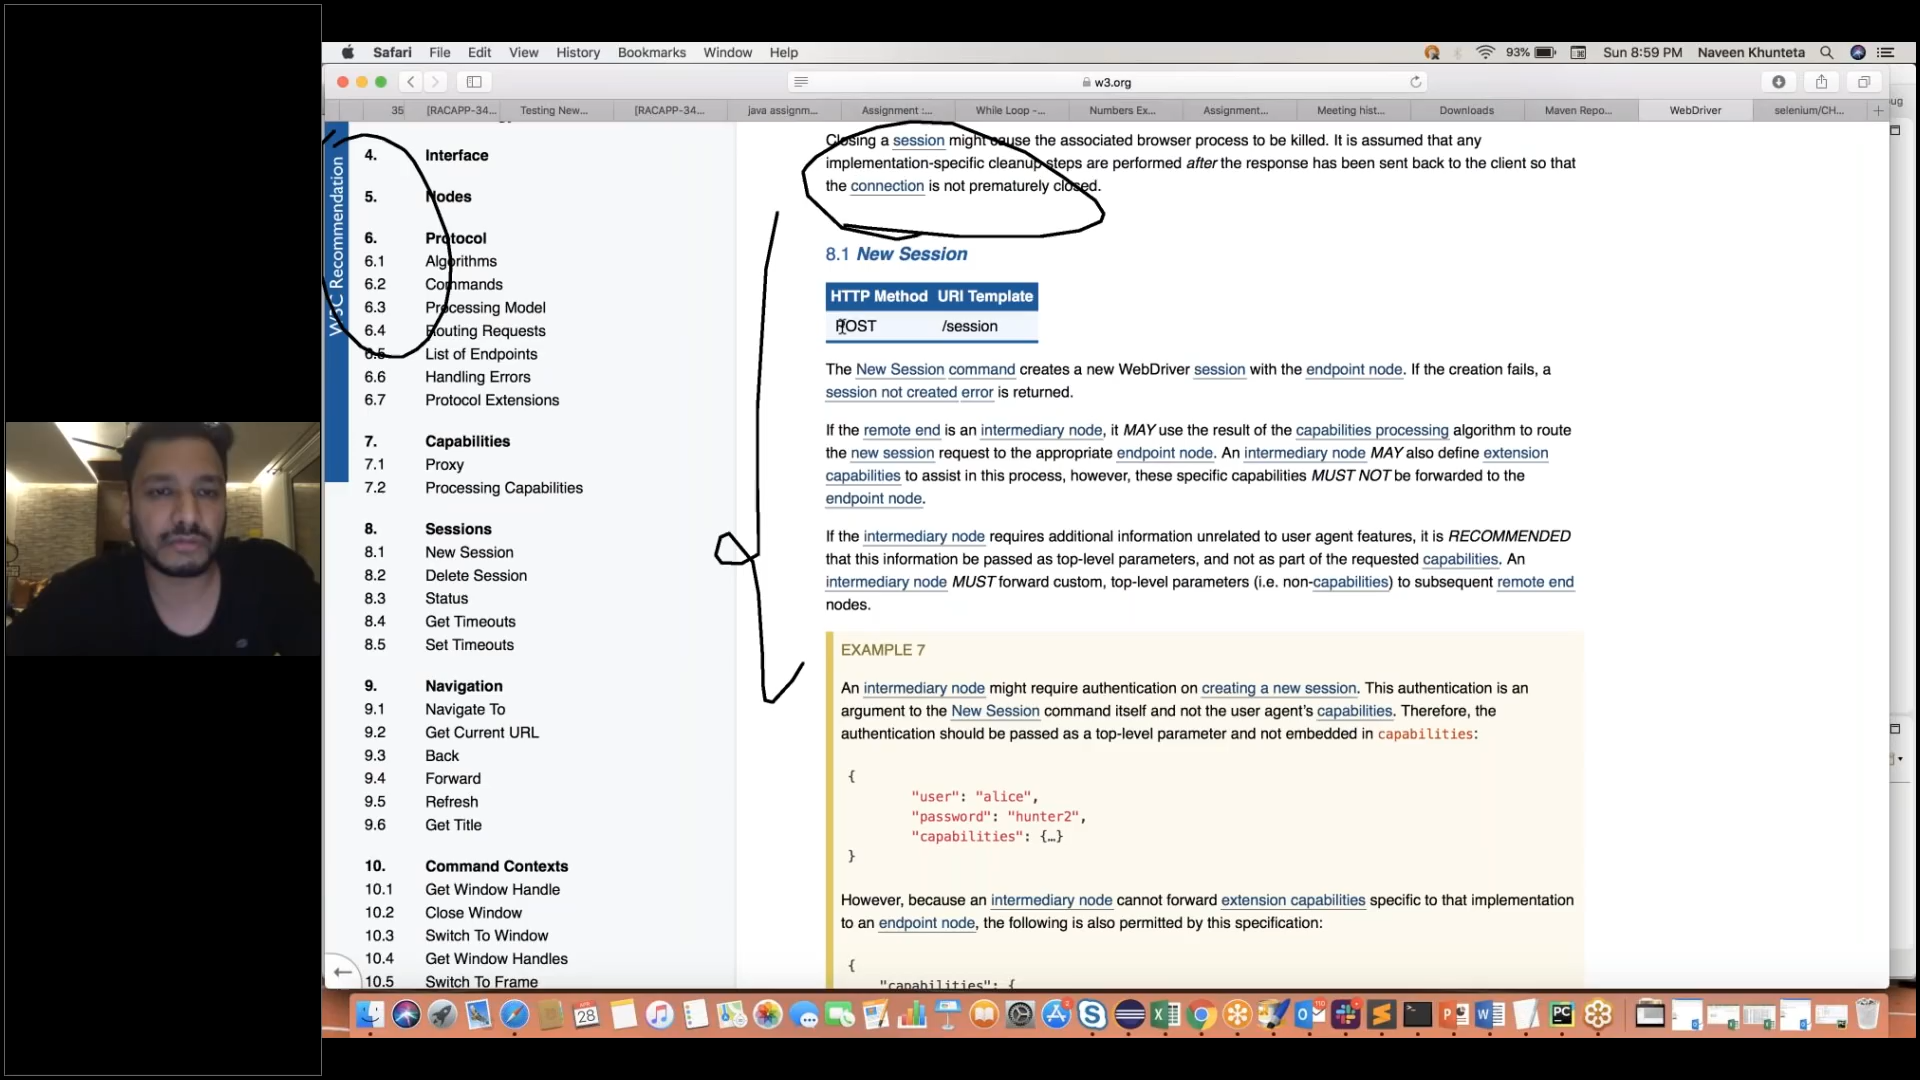 Safari File Edit View History Bookmarks Window Help
93% Sun 8:59 PM Naveen Khunteta
w3.org
35 [RACAPP-34... Testing New... [RACAPP-34... java assignm... Assignment :... While Loop -... Numbers Ex... Assignment... Meeting hist... Downloads Maven Repo... WebDriver selenium/CH...
W3C Recommendation
4. Interface
5. Nodes
6. Protocol
6.1 Algorithms
6.2 Commands
6.3 Processing Model
6.4 Routing Requests
6.5 List of Endpoints
6.6 Handling Errors
6.7 Protocol Extensions
7. Capabilities
7.1 Proxy
7.2 Processing Capabilities
8. Sessions
8.1 New Session
8.2 Delete Session
8.3 Status
8.4 Get Timeouts
8.5 Set Timeouts
9. Navigation
9.1 Navigate To
9.2 Get Current URL
9.3 Back
9.4 Forward
9.5 Refresh
9.6 Get Title
10. Command Contexts
10.1 Get Window Handle
10.2 Close Window
10.3 Switch To Window
10.4 Get Window Handles
10.5 Switch To Frame
Closing a session might cause the associated browser process to be killed. It is assumed that any
implementation-specific cleanup steps are performed after the response has been sent back to the client so that
the connection is not prematurely closed.
8.1 New Session
HTTP Method URI Template
POST /session
The New Session command creates a new WebDriver session with the endpoint node. If the creation fails, a
session not created error is returned.
If the remote end is an intermediary node, it MAY use the result of the capabilities processing algorithm to route
the new session request to the appropriate endpoint node. An intermediary node MAY also define extension
capabilities to assist in this process, however, these specific capabilities MUST NOT be forwarded to the
endpoint node.
If the intermediary node requires additional information unrelated to user agent features, it is RECOMMENDED
that this information be passed as top-level parameters, and not as part of the requested capabilities. An
intermediary node MUST forward custom, top-level parameters (i.e. non-capabilities) to subsequent remote end
nodes.
EXAMPLE 7
An intermediary node might require authentication on creating a new session. This authentication is an
argument to the New Session command itself and not the user agent's capabilities. Therefore, the
authentication should be passed as a top-level parameter and not embedded in capabilities:
{
"user": "alice",
"password": "hunter2",
"capabilities": {…}
}
However, because an intermediary node cannot forward extension capabilities specific to that implementation
to an endpoint node, the following is also permitted by this specification:
{
"capabilities": {
28